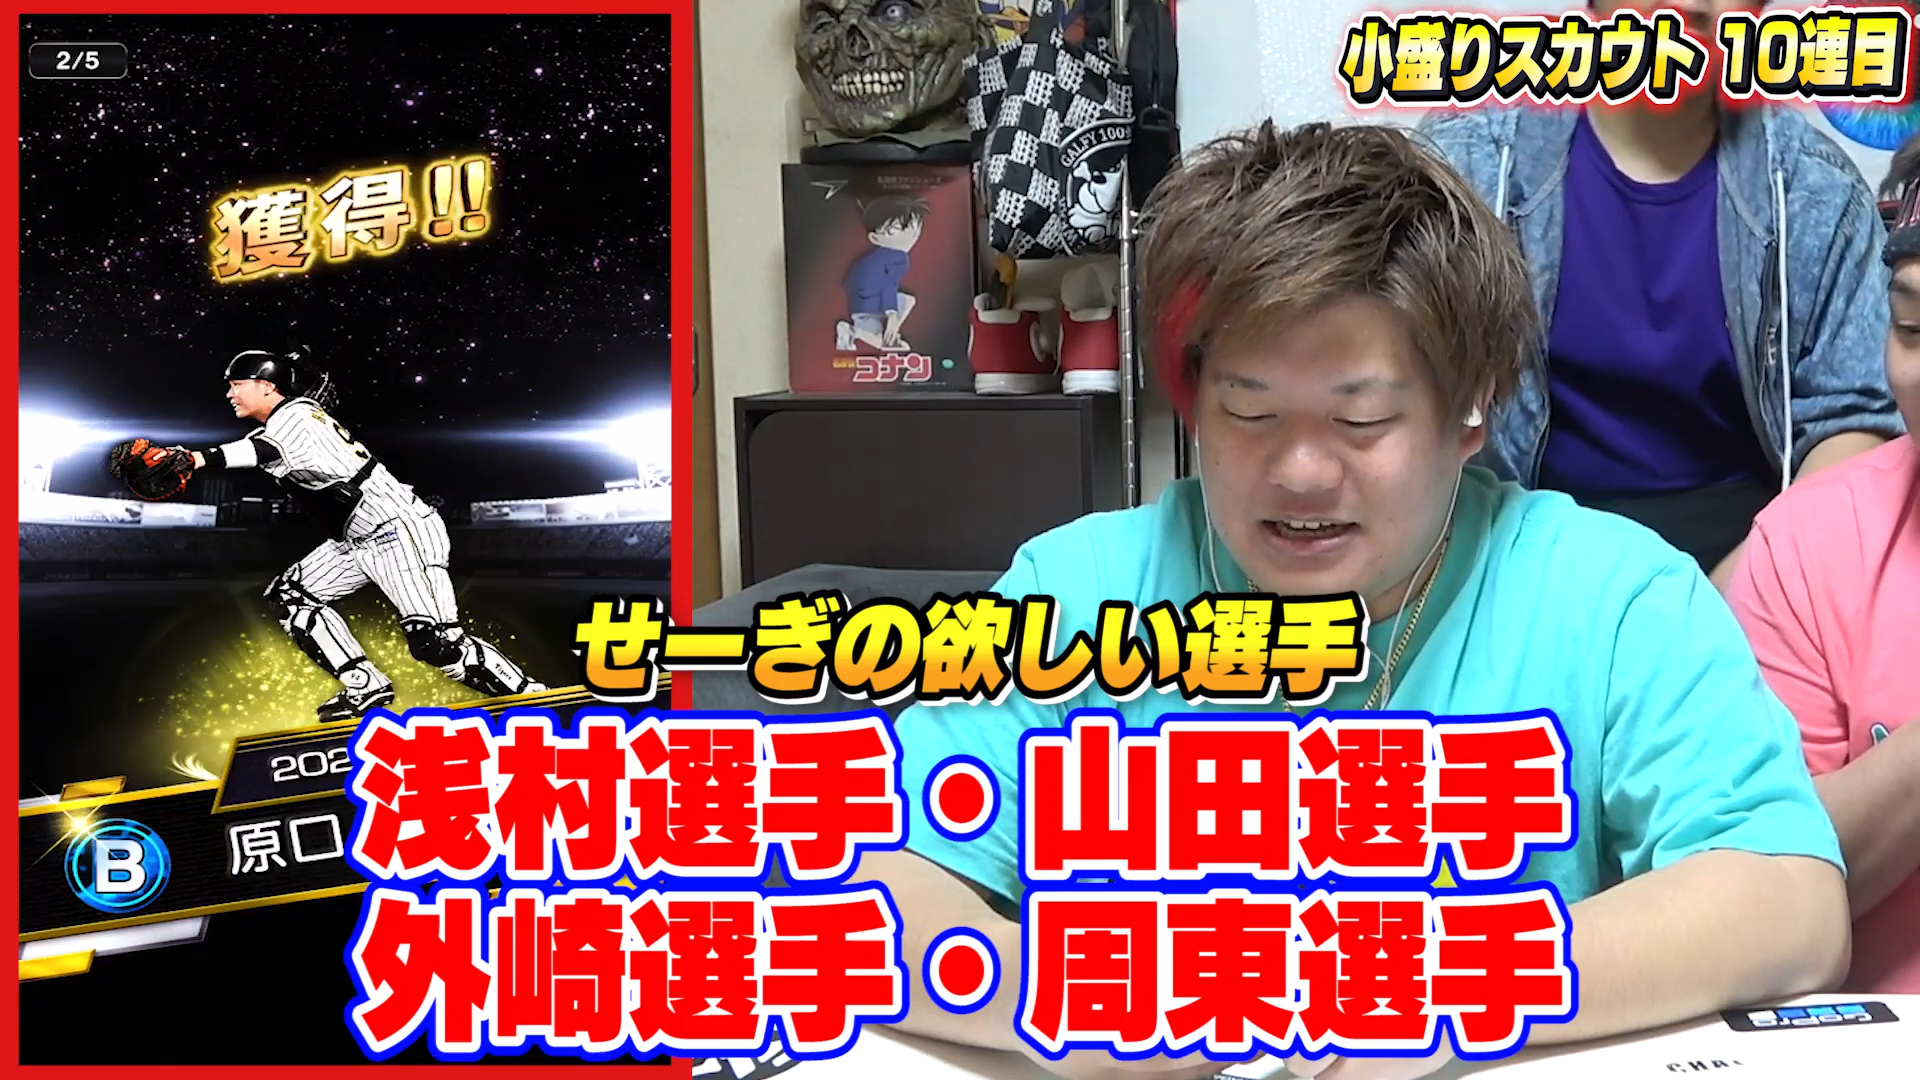 2/5
小盛りスカウト 10連目
獲得!!
GALFY 100%
コナン
せーぎの欲しい選手
202
浅村選手・山田選手
B
原口
外崎選手・周東選手
GoPro